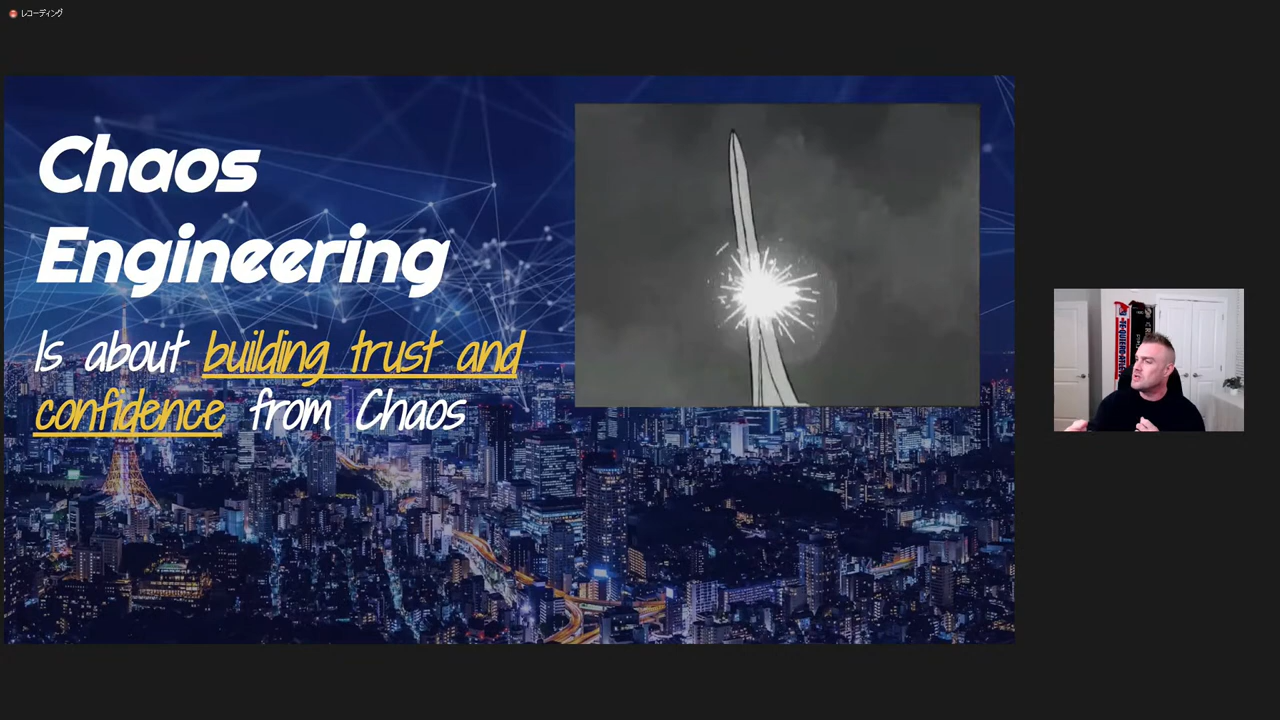 レコーディング
Chaos
Engineering
Is about building trust and
confidence from Chaos